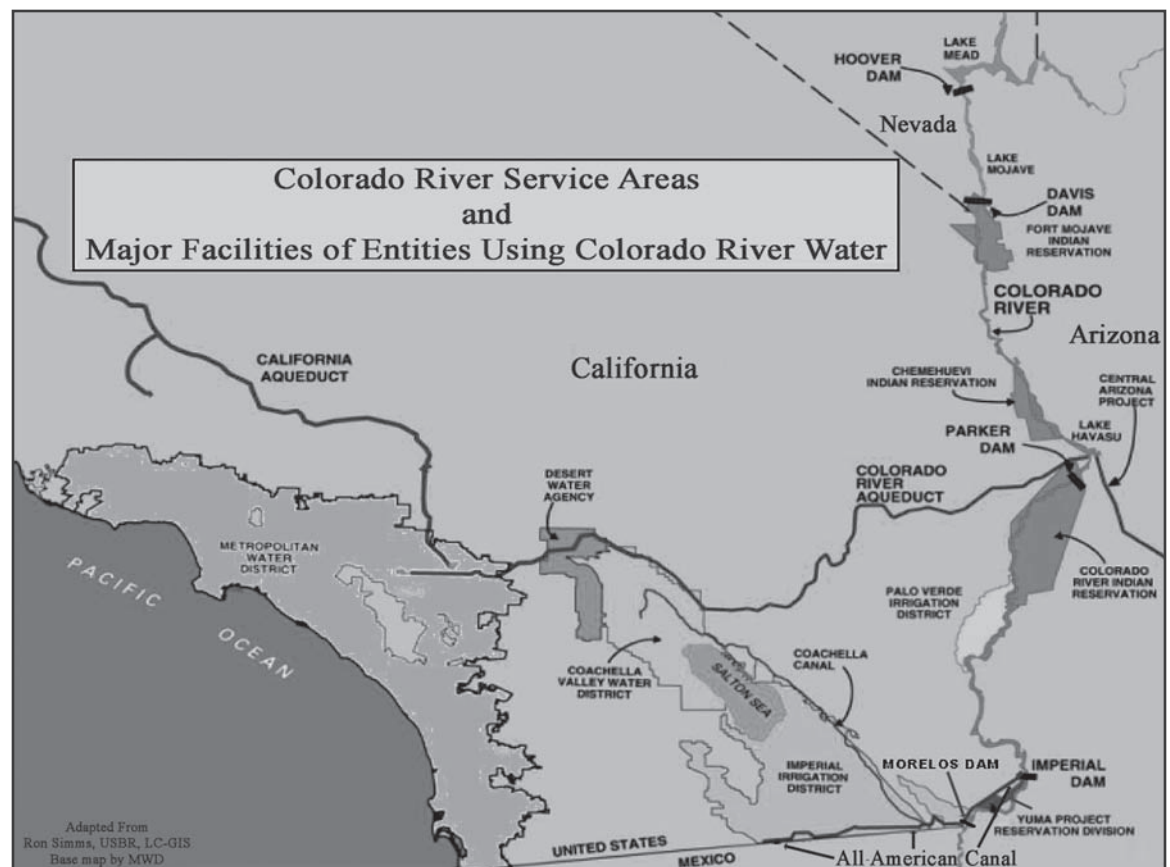 Colorado River Service Areas
and
Major Facilities of Entities Using Colorado River Water
LAKE
MEAD
HOOVER
DAM
Nevada
LAKE
MOJAVE
DAVIS
DAM
FORT MOJAVE
INDIAN
RESERVATION
COLORADO
RIVER
Arizona
CALIFORNIA
AQUEDUCT
California
CHEMEHUEVI
INDIAN RESERVATION
CENTRAL
ARIZONA
PROJECT
LAKE
HAVASU
PARKER
DAM
DESERT
WATER
AGENCY
COLORADO
RIVER
AQUEDUCT
METROPOLITAN
WATER
DISTRICT
PACIFIC
OCEAN
COLORADO
RIVER INDIAN
RESERVATION
PALO VERDE
IRRIGATION
DISTRICT
COACHELLA
VALLEY WATER
DISTRICT
SALTON SEA
COACHELLA
CANAL
IMPERIAL
IRRIGATION
DISTRICT
MORELOS DAM
IMPERIAL
DAM
YUMA PROJECT
RESERVATION DIVISION
UNITED STATES
MEXICO
All-American Canal
Adapted From
Ron Simms, USBR, LC-GIS
Base map by MWD